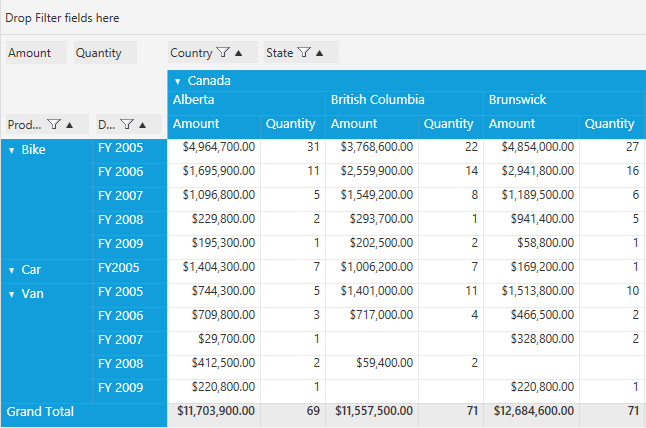 Drop Filter fields here
Amount Quantity Country State
Canada
Alberta British Columbia Brunswick
Prod... D... Amount Quantity Amount Quantity Amount Quantity
Bike FY 2005 $4,964,700.00 31 $3,768,600.00 22 $4,854,000.00 27
FY 2006 $1,695,900.00 11 $2,559,900.00 14 $2,941,800.00 16
FY 2007 $1,096,800.00 5 $1,549,200.00 8 $1,189,500.00 6
FY 2008 $229,800.00 2 $293,700.00 1 $941,400.00 5
FY 2009 $195,300.00 1 $202,500.00 2 $58,800.00 1
Car FY2005 $1,404,300.00 7 $1,006,200.00 7 $169,200.00 1
Van FY 2005 $744,300.00 5 $1,401,000.00 11 $1,513,800.00 10
FY 2006 $709,800.00 3 $717,000.00 4 $466,500.00 2
FY 2007 $29,700.00 1 $328,800.00 2
FY 2008 $412,500.00 2 $59,400.00 2
FY 2009 $220,800.00 1 $220,800.00 1
Grand Total $11,703,900.00 69 $11,557,500.00 71 $12,684,600.00 71